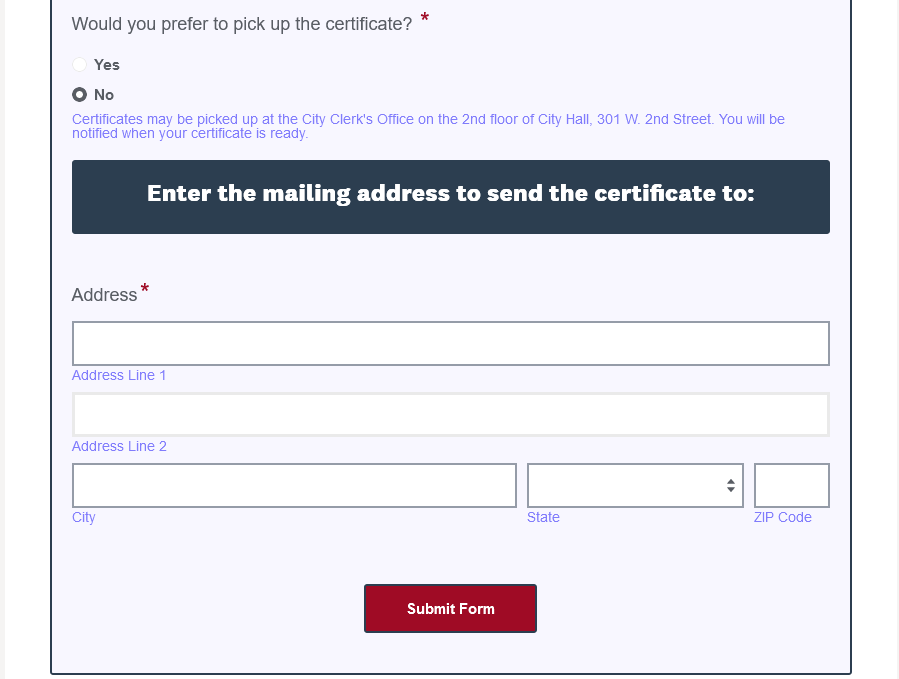 Would you prefer to pick up the certificate? *
Yes
No
Certificates may be picked up at the City Clerk's Office on the 2nd floor of City Hall, 301 W. 2nd Street. You will be
notified when your certificate is ready.
Enter the mailing address to send the certificate to:
Address *
Address Line 1
Address Line 2
City
State
ZIP Code
Submit Form